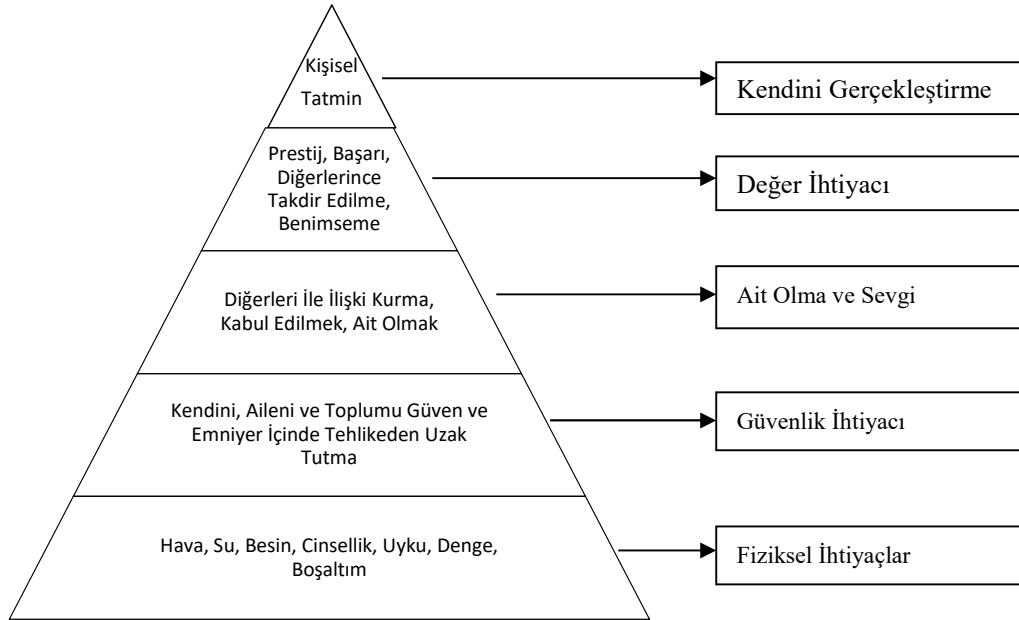 Kişisel
Tatmin
Kendini Gerçekleştirme
Prestij, Başarı,
Diğerlerince
Takdir Edilme,
Benimseme
Değer İhtiyacı
Diğerleri İle İlişki Kurma,
Kabul Edilmek, Ait Olmak
Ait Olma ve Sevgi
Kendini, Aileni ve Toplumu Güven ve
Emniyer İçinde Tehlikeden Uzak
Tutma
Güvenlik İhtiyacı
Hava, Su, Besin, Cinsellik, Uyku, Denge,
Boşaltım
Fiziksel İhtiyaçlar